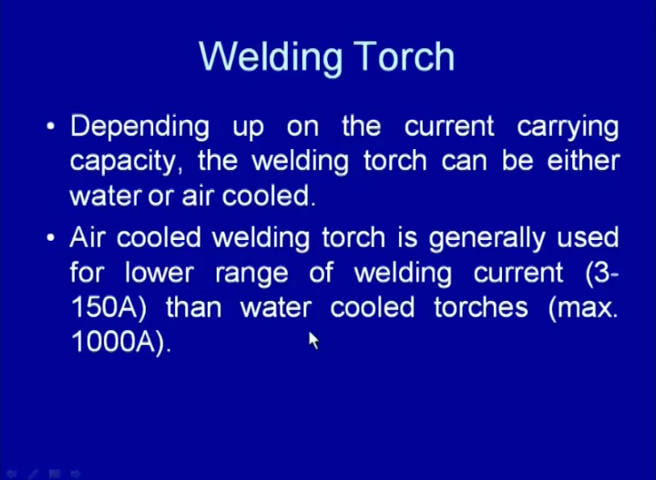 Welding Torch
• Depending up on the current carrying
capacity, the welding torch can be either
water or air cooled.
• Air cooled welding torch is generally used
for lower range of welding current (3-
150A) than water cooled torches (max.
1000A).